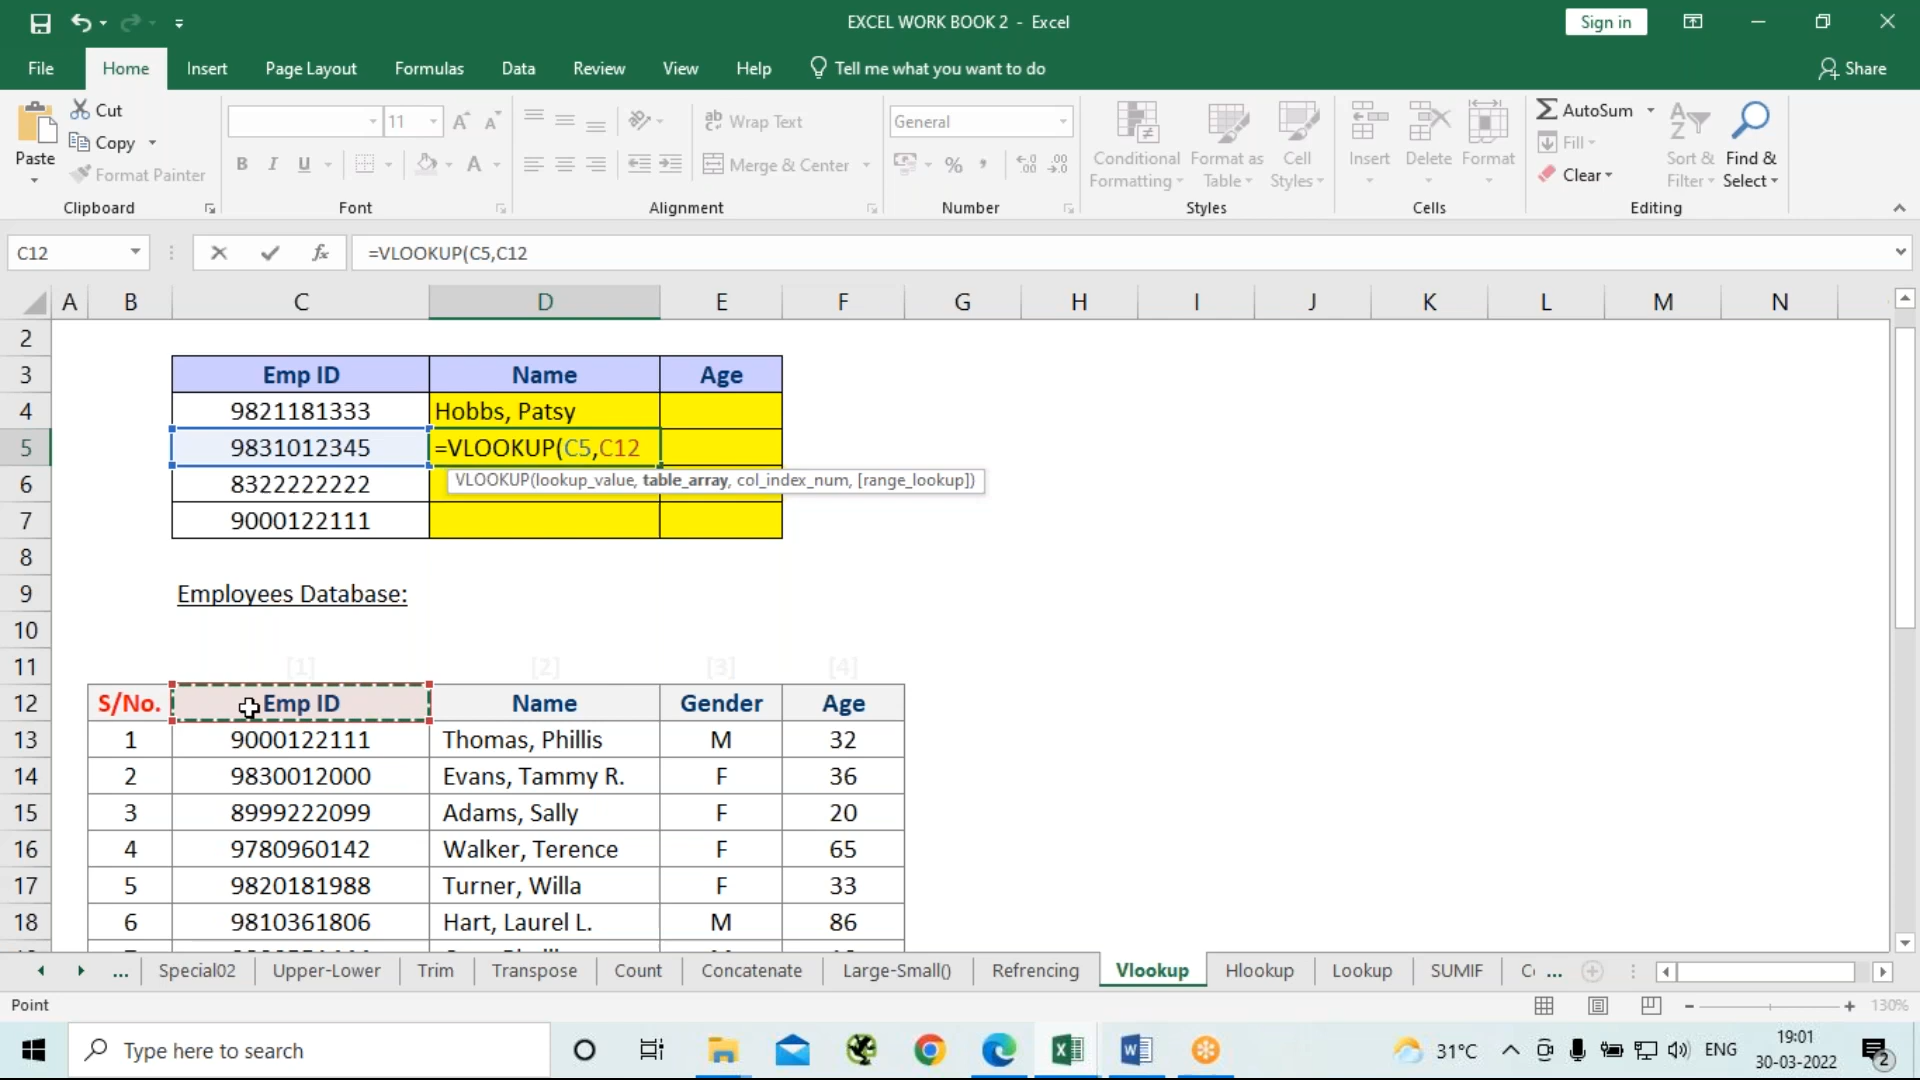 EXCEL WORK BOOK 2 - Excel
Sign in
File Home Insert Page Layout Formulas Data Review View Help Tell me what you want to do Share
Paste
Cut
Copy
Format Painter
Clipboard
11
B I U
Font
Wrap Text
Merge & Center
Alignment
General
%
Number
Conditional Formatting
Format as Table
Cell Styles
Styles
Insert Delete Format
Cells
AutoSum
Fill
Clear
Sort & Filter
Find & Select
Editing
C12 fx =VLOOKUP(C5,C12
A B C D E F G H I J K L M N
2
3 Emp ID Name Age
4 9821181333 Hobbs, Patsy
5 9831012345 =VLOOKUP(C5,C12
VLOOKUP(lookup_value, table_array, col_index_num, [range_lookup])
6 8322222222
7 9000122111
8
9 Employees Database:
10
11 [1] [2] [3] [4]
12 S/No. Emp ID Name Gender Age
13 1 9000122111 Thomas, Phillis M 32
14 2 9830012000 Evans, Tammy R. F 36
15 3 8999222099 Adams, Sally F 20
16 4 9780960142 Walker, Terence F 65
17 5 9820181988 Turner, Willa F 33
18 6 9810361806 Hart, Laurel L. M 86
... Special02 Upper-Lower Trim Transpose Count Concatenate Large-Small() Refrencing Vlookup Hlookup Lookup SUMIF ...
Point 130%
Type here to search
31°C ENG
19:01
30-03-2022
2